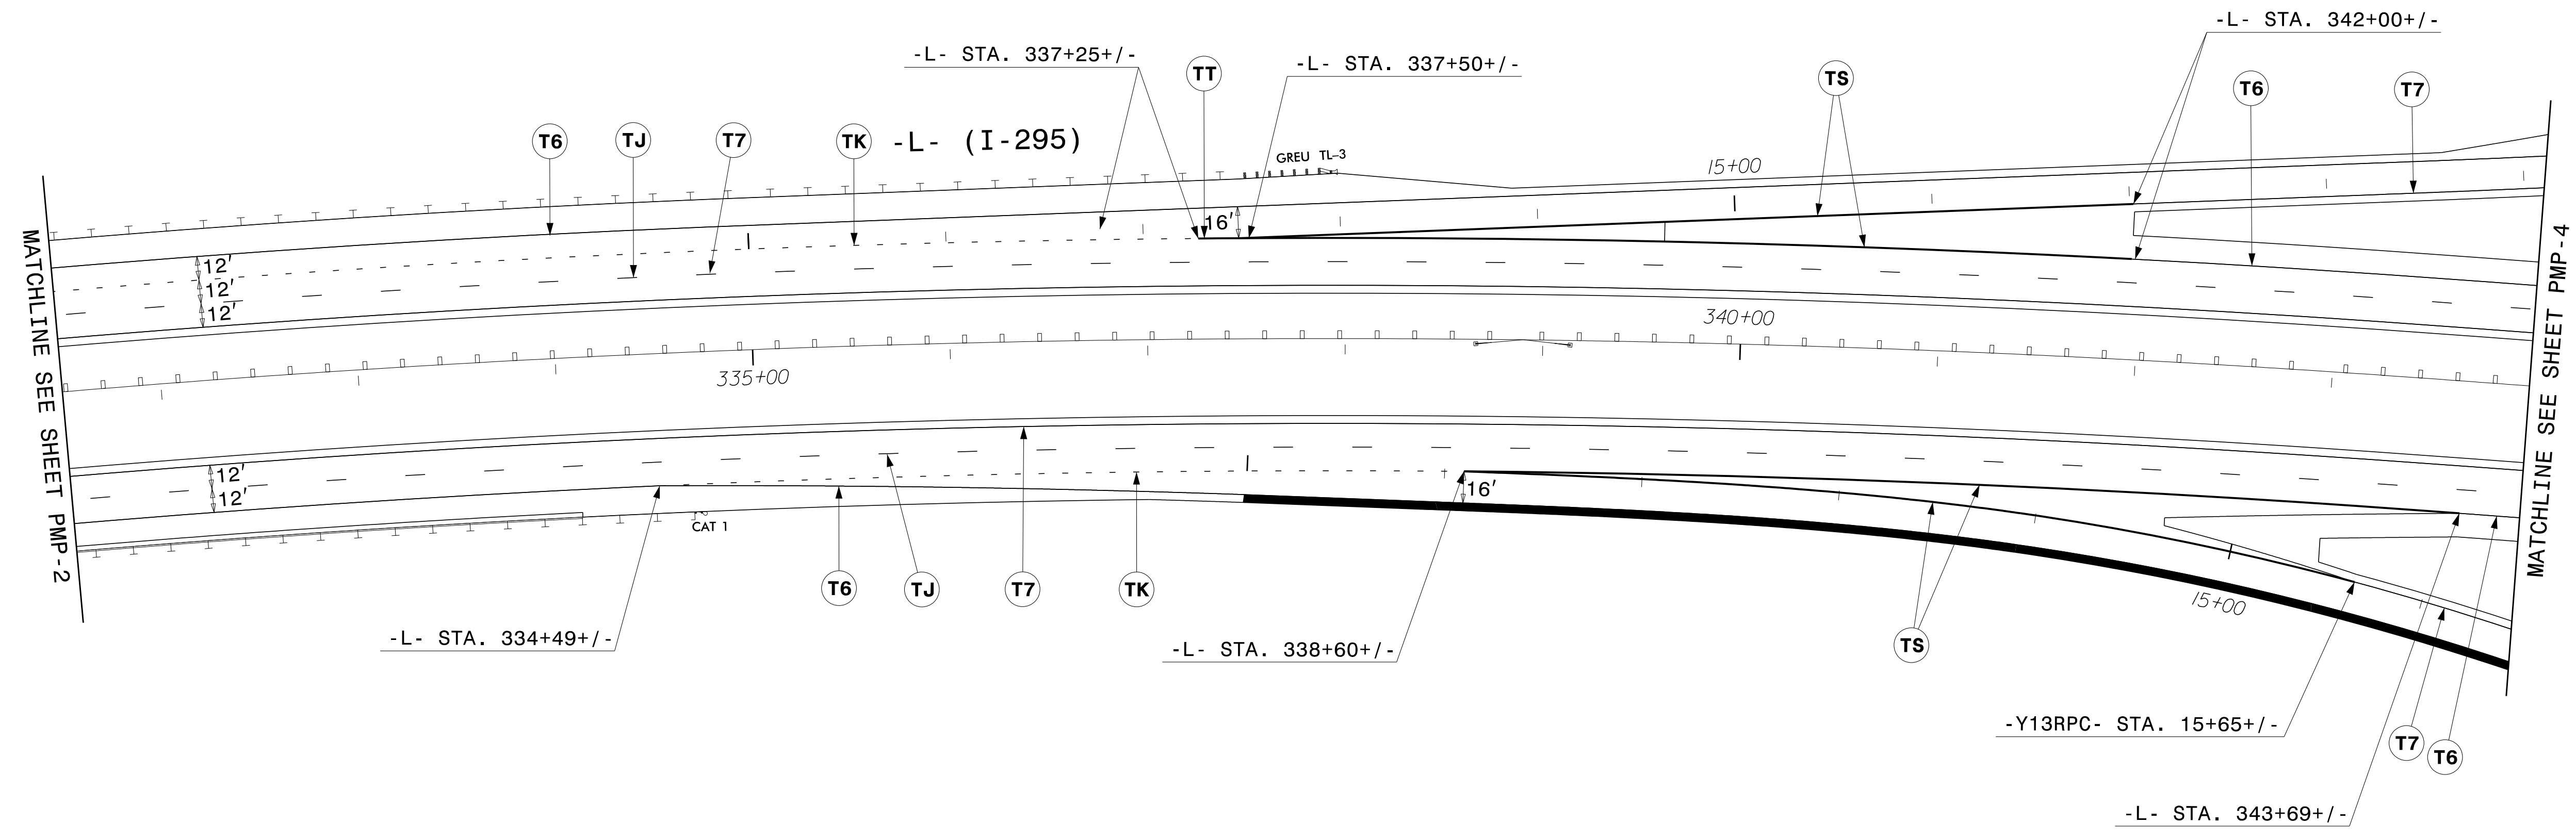 -L- STA. 342+00+/-
-L- STA. 337+25+/-
TT
-L- STA. 337+50+/-
TS
T6
T7
T6
TJ
T7
TK
-L- (I-295)
GREU TL-3
15+00
16'
12'
12'
12'
MATCHLINE SEE SHEET PMP-2
MATCHLINE SEE SHEET PMP-4
340+00
335+00
12'
12'
16'
CAT 1
T6
TJ
T7
TK
15+00
-L- STA. 334+49+/-
-L- STA. 338+60+/-
TS
-Y13RPC- STA. 15+65+/-
T7
T6
-L- STA. 343+69+/-